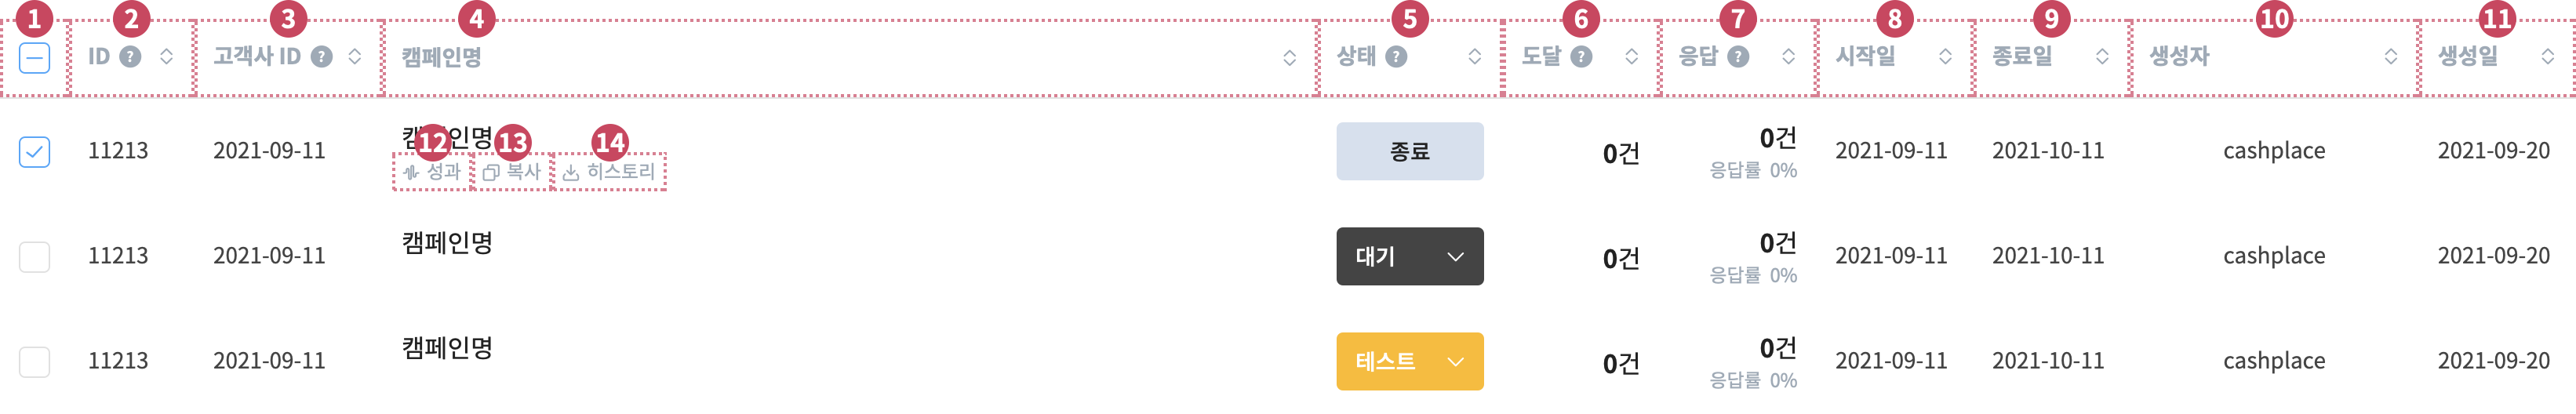 1 2 3 4 5 6 7 8 9 10 11
ID ? 고객사 ID ? 캠페인명 상태 ? 도달 ? 응답 ? 시작일 종료일 생성자 생성일
11213 2021-09-11 캠페인명 종료 0건 0건 2021-09-11 2021-10-11 cashplace 2021-09-20
12 13 14
성과 복사 히스토리 응답률 0%
11213 2021-09-11 캠페인명 대기 0건 0건 2021-09-11 2021-10-11 cashplace 2021-09-20
응답률 0%
11213 2021-09-11 캠페인명 테스트 0건 0건 2021-09-11 2021-10-11 cashplace 2021-09-20
응답률 0%